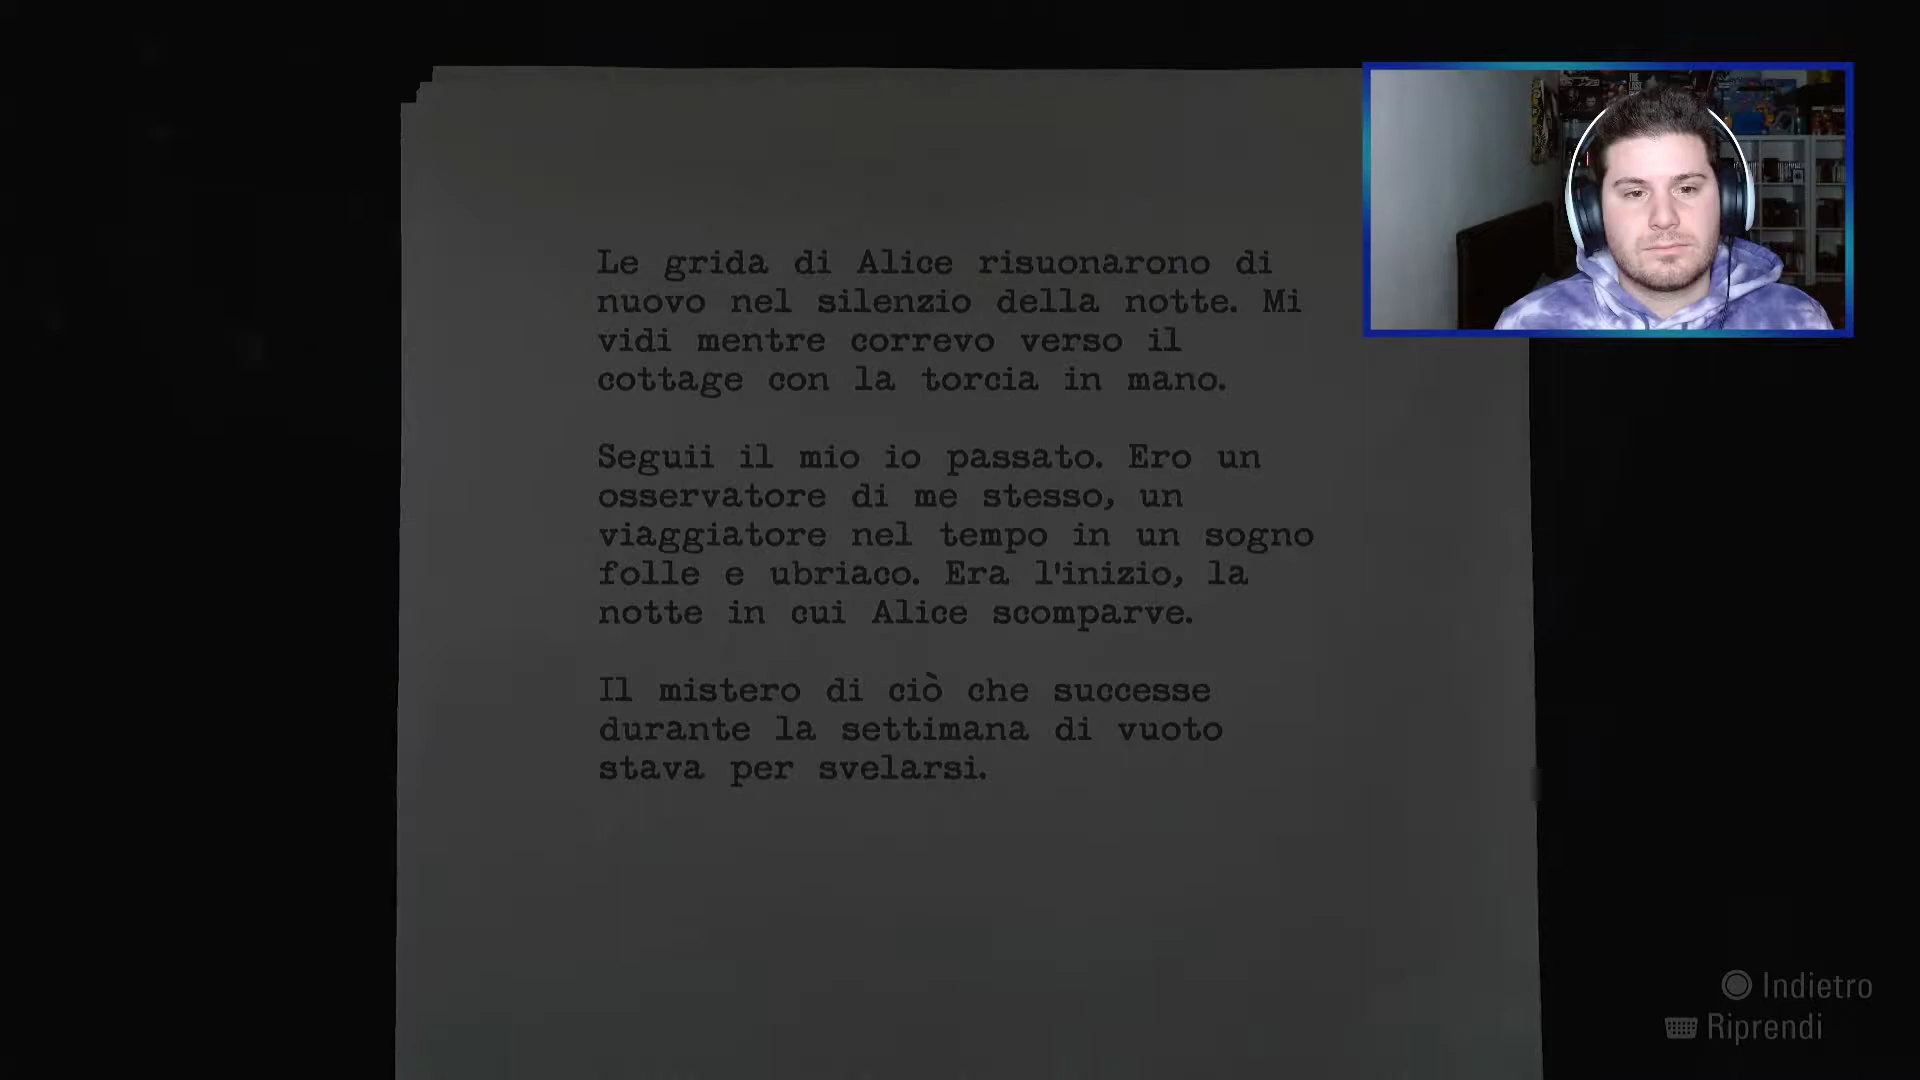 Le grida di Alice risuonarono di
nuovo nel silenzio della notte. Mi
vidi mentre correvo verso il
cottage con la torcia in mano.
Seguii il mio io passato. Ero un
osservatore di me stesso, un
viaggiatore nel tempo in un sogno
folle e ubriaco. Era l'inizio, la
notte in cui Alice scomparve.
Il mistero di ciò che successe
durante la settimana di vuoto
stava per svelarsi.
Indietro
Riprendi